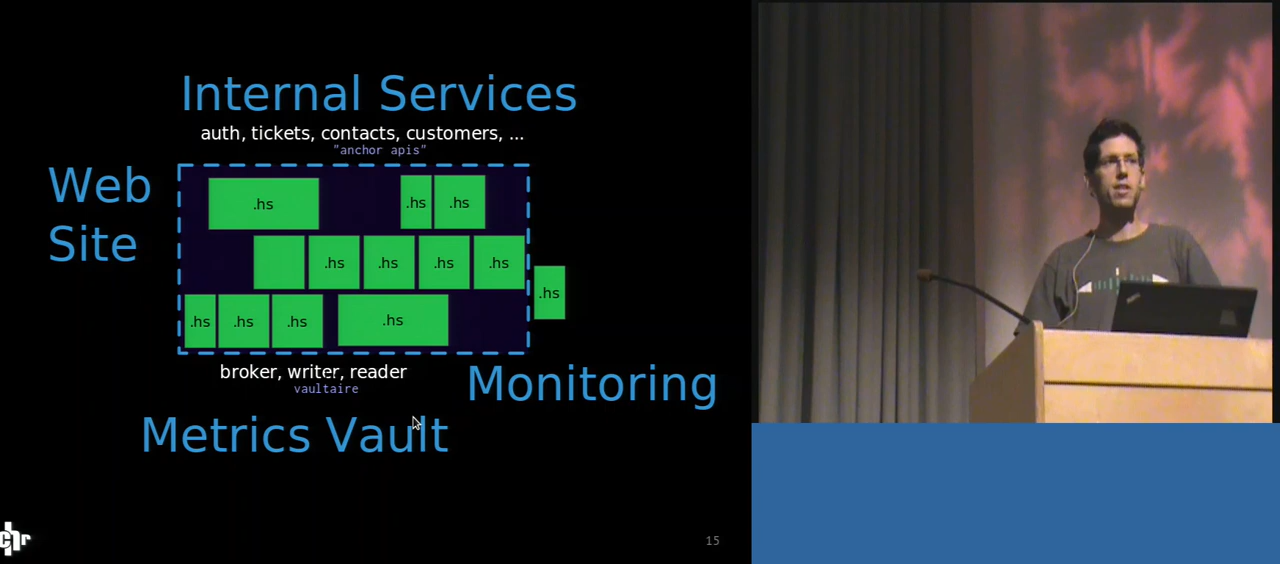 Internal Services
auth, tickets, contacts, customers, ...
"anchor apis"
Web
Site
.hs
.hs
.hs
.hs
.hs
.hs
.hs
.hs
.hs
.hs
.hs
.hs
broker, writer, reader
vaultaire
Monitoring
Metrics Vault
15